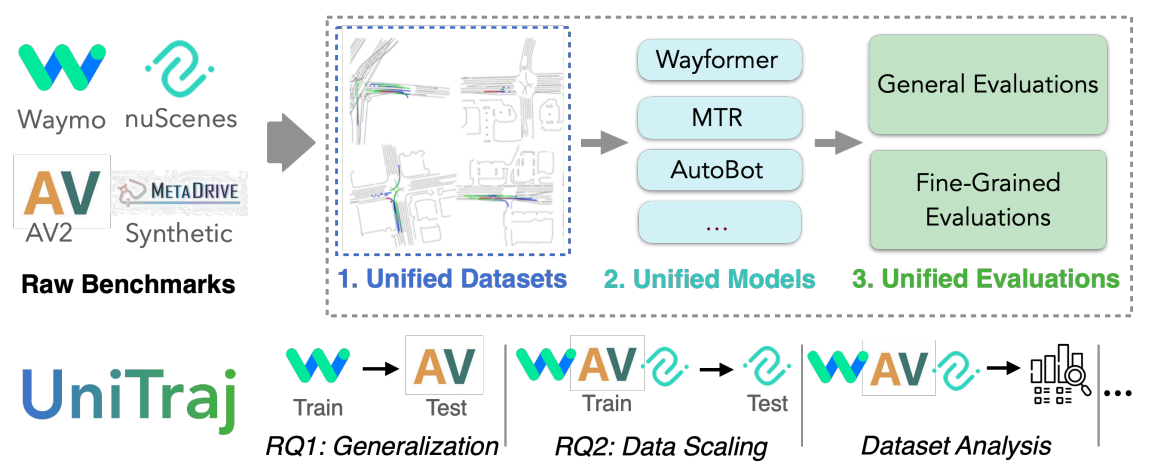 Waymo
nuScenes
AV
AV2
METADRIVE
Synthetic
Raw Benchmarks
1. Unified Datasets
Wayformer
MTR
AutoBot
...
2. Unified Models
General Evaluations
Fine-Grained
Evaluations
3. Unified Evaluations
UniTraj
AV
Train
Test
RQ1: Generalization
AV
Train
Test
RQ2: Data Scaling
AV
Dataset Analysis
...